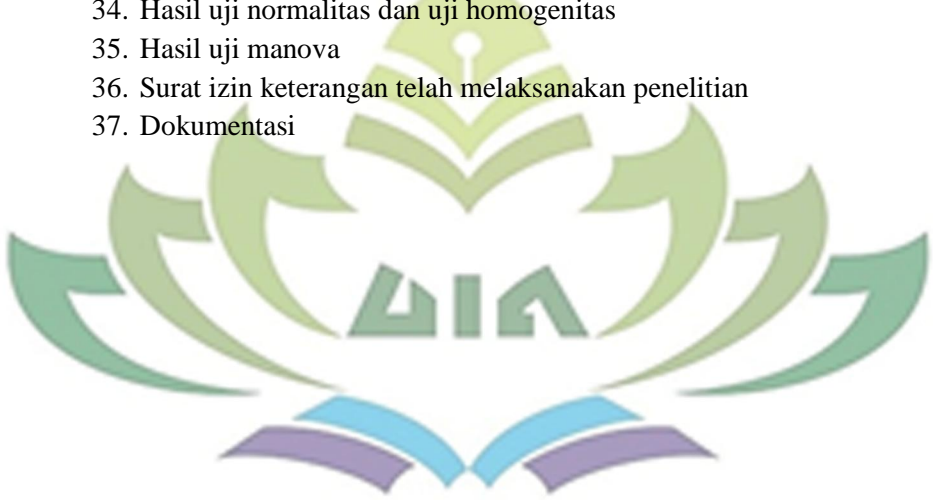 34. Hasil uji normalitas dan uji homogenitas
35. Hasil uji manova
36. Surat izin keterangan telah melaksanakan penelitian
37. Dokumentasi
UIN